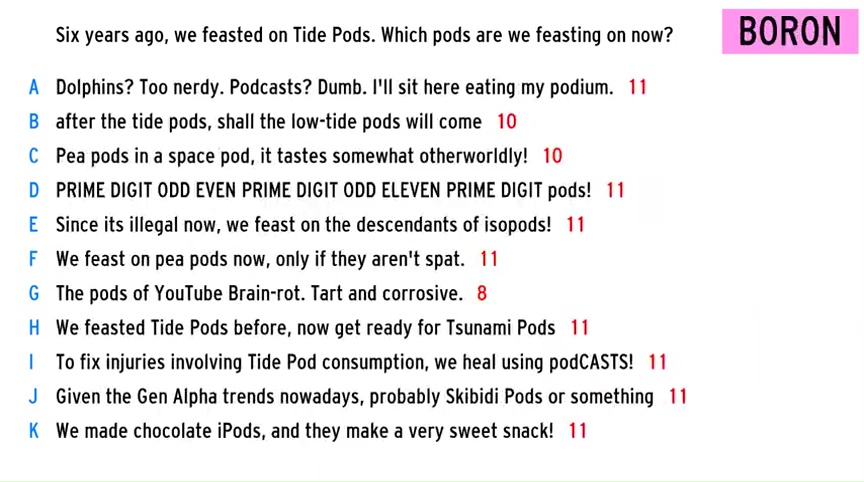 Six years ago, we feasted on Tide Pods. Which pods are we feasting on now?
BORON
A Dolphins? Too nerdy. Podcasts? Dumb. I'll sit here eating my podium. 11
B after the tide pods, shall the low-tide pods will come 10
C Pea pods in a space pod, it tastes somewhat otherworldly! 10
D PRIME DIGIT ODD EVEN PRIME DIGIT ODD ELEVEN PRIME DIGIT pods! 11
E Since its illegal now, we feast on the descendants of isopods! 11
F We feast on pea pods now, only if they aren't spat. 11
G The pods of YouTube Brain-rot. Tart and corrosive. 8
H We feasted Tide Pods before, now get ready for Tsunami Pods 11
I To fix injuries involving Tide Pod consumption, we heal using podCASTS! 11
J Given the Gen Alpha trends nowadays, probably Skibidi Pods or something 11
K We made chocolate iPods, and they make a very sweet snack! 11